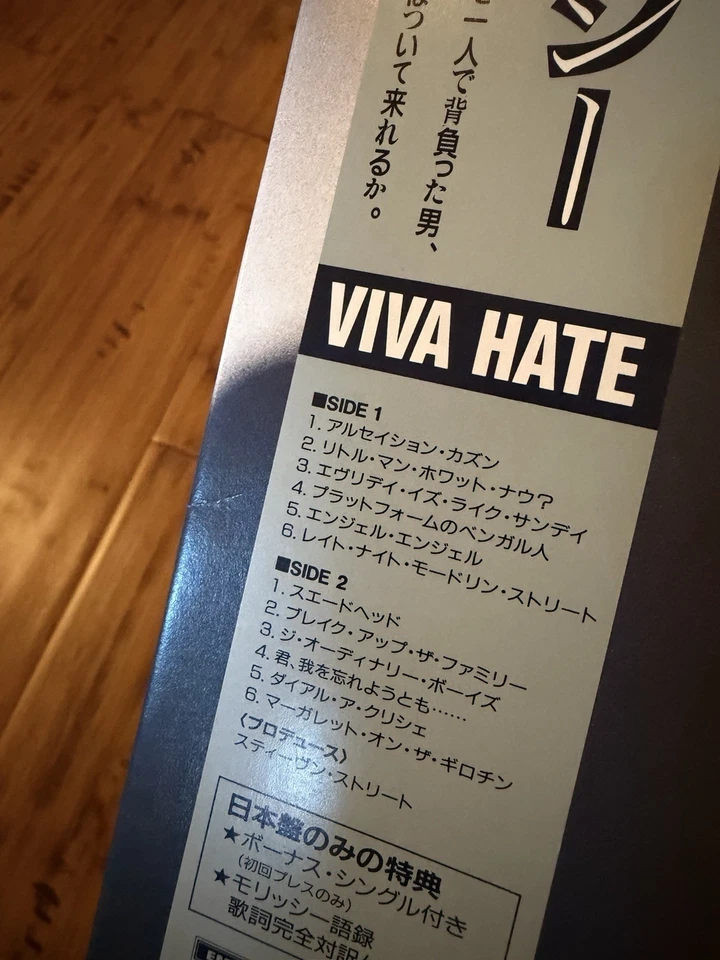 シー
一人で背負った男、
ついて来れるか。
VIVA HATE
■SIDE 1
1. アルセイション・カズン
2. リトル・マン・ホワット・ナウ?
3. エヴリデイ・イズ・ライク・サンデイ
4. プラットフォームのベンガル人
5. エンジェル・エンジェル
6. レイト・ナイト・モードリン・ストリート
■SIDE 2
1. スエードヘッド
2. ブレイク・アップ・ザ・ファミリー
3. ジ・オーディナリー・ボーイズ
4. 君、我を忘れようとも……
5. ダイアル・ア・クリシェ
6. マーガレット・オン・ザ・ギロチン
〈プロデュース〉
スティーヴン・ストリート
日本盤のみの特典
★ボーナス・シングル付き
(初回プレスのみ)
★モリッシー語録
歌詞完全対訳